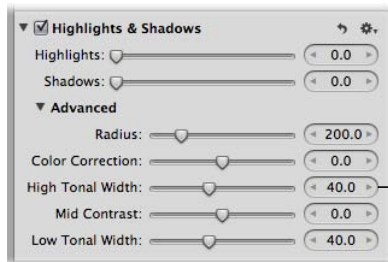 Highlights & Shadows
Highlights: 0.0
Shadows: 0.0
Advanced
Radius: 200.0
Color Correction: 0.0
High Tonal Width: 40.0
Mid Contrast: 0.0
Low Tonal Width: 40.0